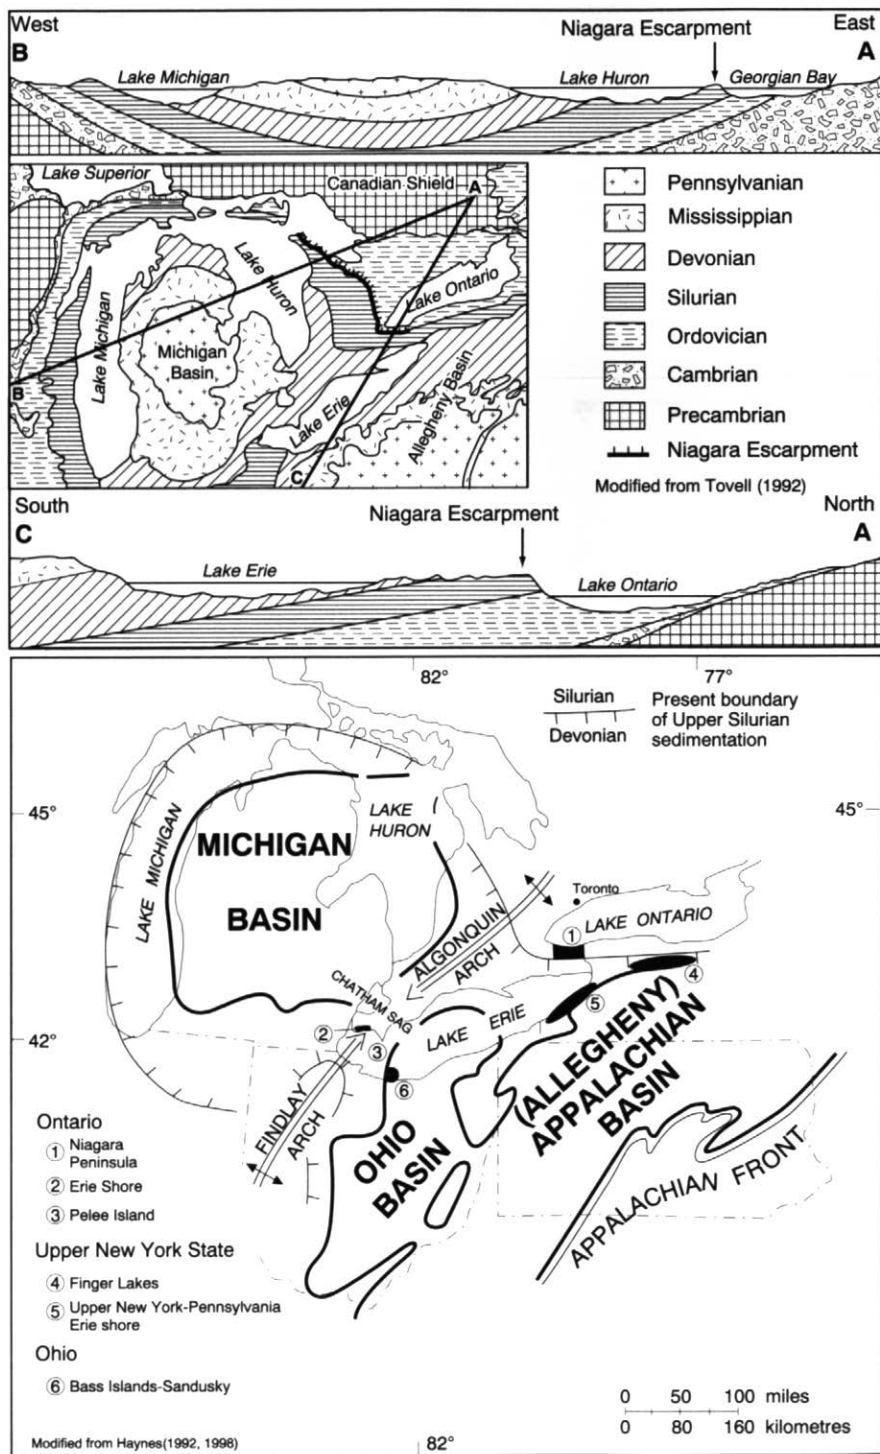 West
East
B
A
Niagara Escarpment
Lake Michigan
Lake Huron
Georgian Bay
Lake Superior
Canadian Shield
A
Lake Huron
Lake Ontario
Lake Michigan
Michigan
Basin
B
Lake Erie
Allegheny Basin
C
Pennsylvanian
Mississippian
Devonian
Silurian
Ordovician
Cambrian
Precambrian
Niagara Escarpment
Modified from Tovell (1992)
South
North
C
A
Niagara Escarpment
Lake Erie
Lake Ontario
82°
77°
Silurian
Devonian
Present boundary
of Upper Silurian
sedimentation
45°
45°
LAKE MICHIGAN
LAKE
HURON
MICHIGAN
BASIN
Toronto
LAKE ONTARIO
ALGONQUIN
ARCH
1
4
5
CHATHAM SAG
42°
2
3
6
LAKE ERIE
FINDLAY
ARCH
OHIO
BASIN
(ALLEGHENY)
APPALACHIAN
BASIN
APPALACHIAN FRONT
Ontario
1 Niagara
Peninsula
2 Erie Shore
3 Pelee Island
Upper New York State
4 Finger Lakes
5 Upper New York-Pennsylvania
Erie shore
Ohio
6 Bass Islands-Sandusky
0 50 100 miles
0 80 160 kilometres
Modified from Haynes(1992, 1998)
82°